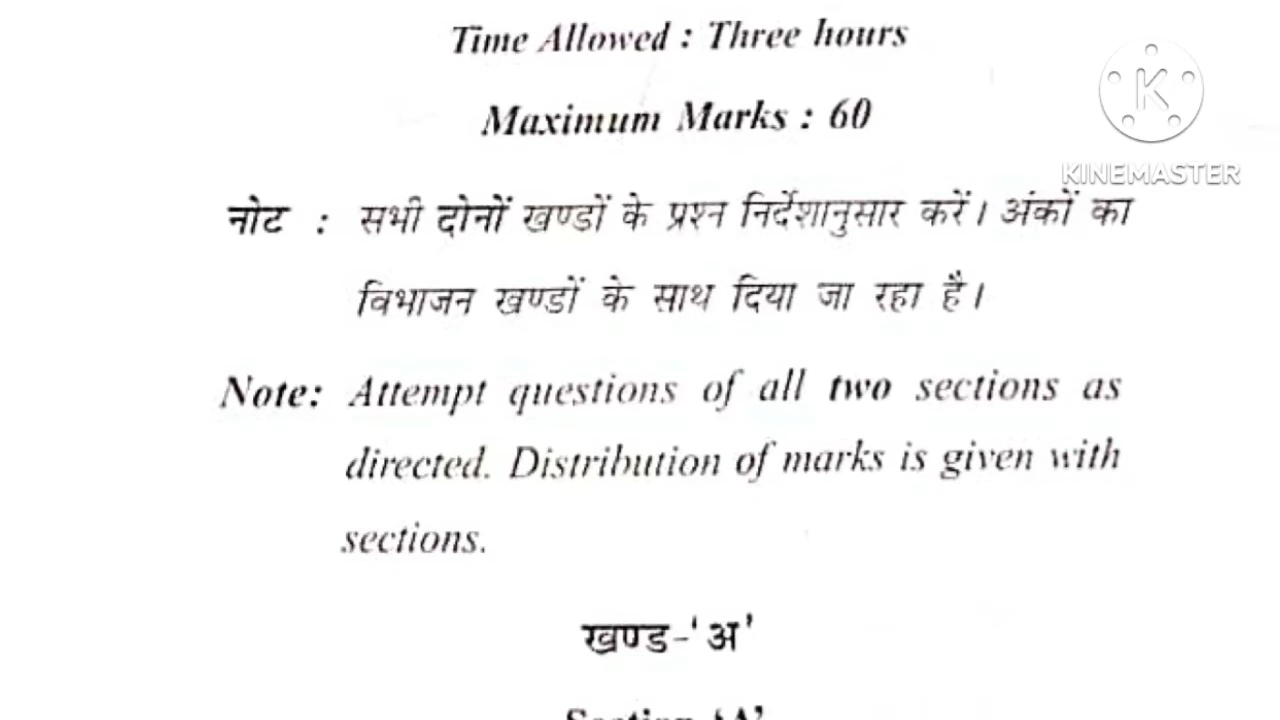 Time Allowed : Three hours
Maximum Marks : 60
K
KINEMASTER
नोट : सभी दोनों खण्डों के प्रश्न निर्देशानुसार करें। अंकों का
विभाजन खण्डों के साथ दिया जा रहा है।
Note: Attempt questions of all two sections as
directed. Distribution of marks is given with
sections.
खण्ड-'अ'
Section 'A'